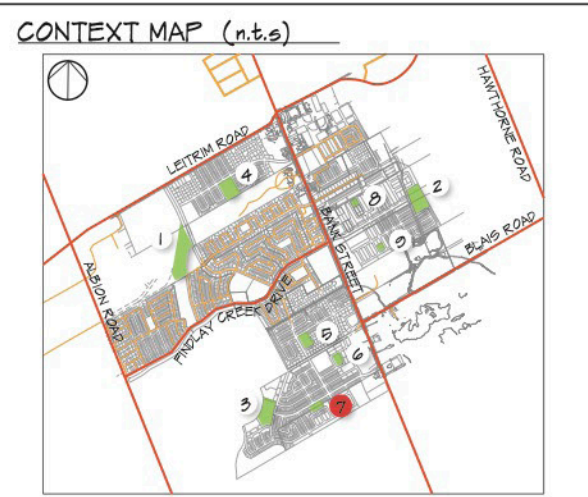 CONTEXT MAP (n.t.s)
HAWTHORNE ROAD
LEITRIM ROAD
4
8
2
1
BANK STREET
9
BLAIS ROAD
ALBION ROAD
FINDLAY CREEK DRIVE
5
6
3
7